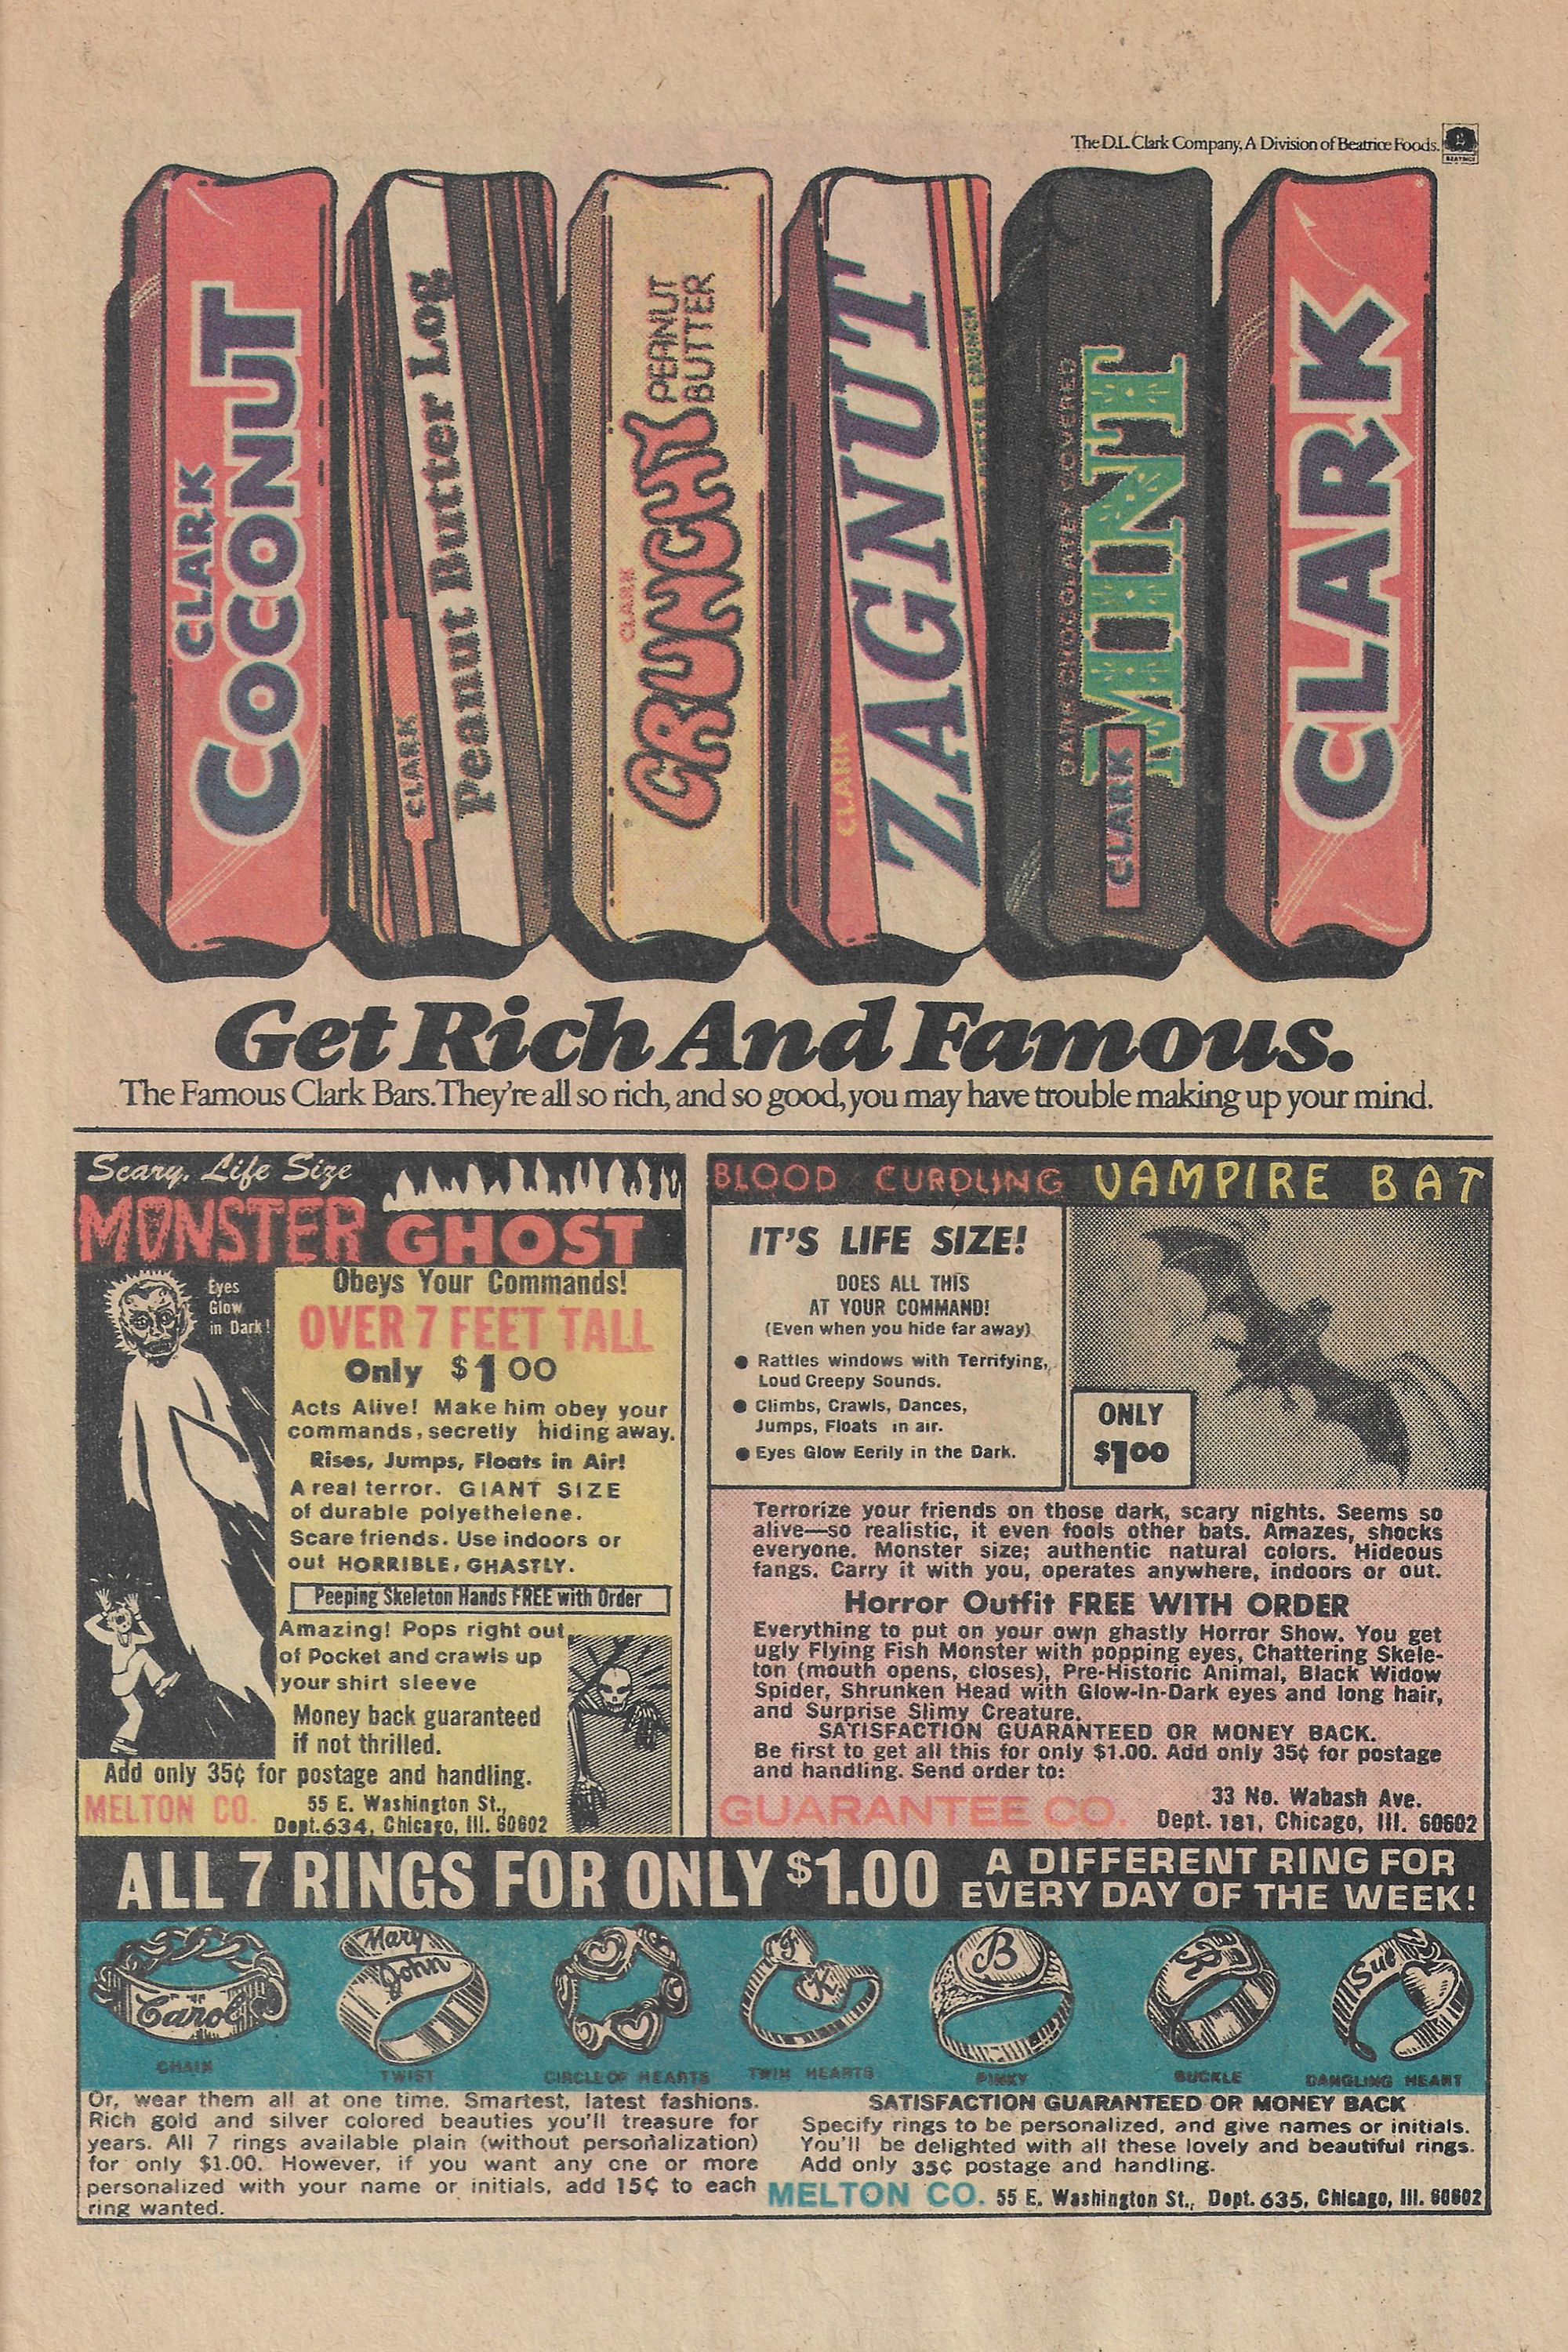 The D.L. Clark Company, A Division of Beatrice Foods.
BEATRICE
CLARK
COCONUT
CLARK
Peanut Butter Log
CLARK
CRUNCHY
PEANUT
BUTTER
CLARK
ZAGNUT
CRUNCH
DARK CHOCOLATEY COVERED
MINT
CLARK
CLARK
Get Rich And Famous.
The Famous Clark Bars. They're all so rich, and so good, you may have trouble making up your mind.
Scary, Life Size
MONSTER GHOST
Eyes
Glow
in Dark!
Obeys Your Commands!
OVER 7 FEET TALL
Only $1.00
Acts Alive! Make him obey your
commands, secretly hiding away.
Rises, Jumps, Floats in Air!
A real terror. GIANT SIZE
of durable polyethelene.
Scare friends. Use indoors or
out HORRIBLE, GHASTLY.
Peeping Skeleton Hands FREE with Order
Amazing! Pops right out
of Pocket and crawls up
your shirt sleeve
Money back guaranteed
if not thrilled.
Add only 35¢ for postage and handling.
MELTON CO. 55 E. Washington St.,
Dept. 634, Chicago, Ill. 60602
BLOOD CURDLING VAMPIRE BAT
IT'S LIFE SIZE!
DOES ALL THIS
AT YOUR COMMAND!
(Even when you hide far away)
● Rattles windows with Terrifying,
Loud Creepy Sounds.
● Climbs, Crawls, Dances,
Jumps, Floats in air.
● Eyes Glow Eerily in the Dark.
ONLY
$1.00
Terrorize your friends on those dark, scary nights. Seems so
alive—so realistic, it even fools other bats. Amazes, shocks
everyone. Monster size; authentic natural colors. Hideous
fangs. Carry it with you, operates anywhere, indoors or out.
Horror Outfit FREE WITH ORDER
Everything to put on your own ghastly Horror Show. You get
ugly Flying Fish Monster with popping eyes, Chattering Skele-
ton (mouth opens, closes), Pre-Historic Animal, Black Widow
Spider, Shrunken Head with Glow-In-Dark eyes and long hair,
and Surprise Slimy Creature.
SATISFACTION GUARANTEED OR MONEY BACK.
Be first to get all this for only $1.00. Add only 35¢ for postage
and handling. Send order to:
GUARANTEE CO. 33 No. Wabash Ave.
Dept. 181, Chicago, Ill. 60602
ALL 7 RINGS FOR ONLY $1.00
A DIFFERENT RING FOR
EVERY DAY OF THE WEEK!
Carol
Mary
John
F
K
B
Sue
CHAIN
TWIST
CIRCLE OF HEARTS
TWIN HEARTS
PINKY
BUCKLE
DANGLING HEART
Or, wear them all at one time. Smartest, latest fashions.
Rich gold and silver colored beauties you'll treasure for
years. All 7 rings available plain (without personalization)
for only $1.00. However, if you want any one or more
personalized with your name or initials, add 15¢ to each
ring wanted.
SATISFACTION GUARANTEED OR MONEY BACK
Specify rings to be personalized, and give names or initials.
You'll be delighted with all these lovely and beautiful rings.
Add only 35¢ postage and handling.
MELTON CO. 55 E. Washington St., Dept. 635, Chicago, Ill. 60602